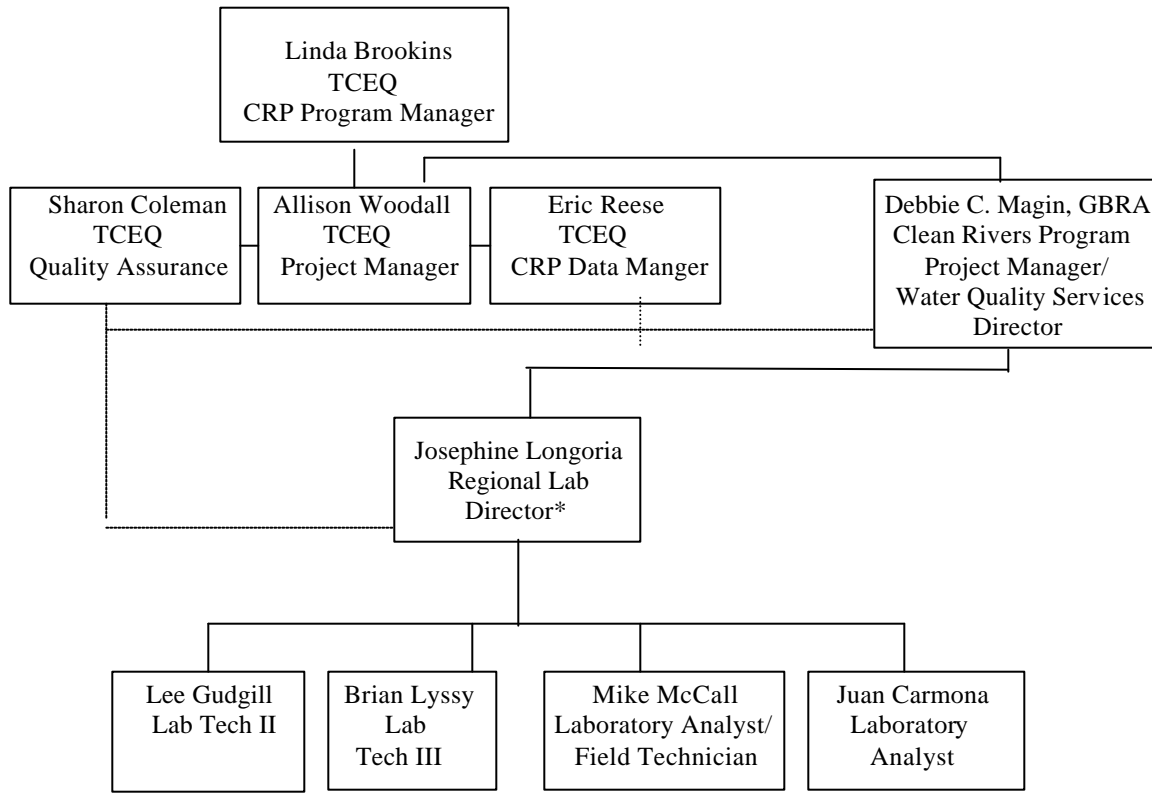 Linda Brookins
TCEQ
CRP Program Manager
Sharon Coleman
TCEQ
Quality Assurance
Allison Woodall
TCEQ
Project Manager
Eric Reese
TCEQ
CRP Data Manger
Debbie C. Magin, GBRA
Clean Rivers Program
Project Manager/
Water Quality Services
Director
Josephine Longoria
Regional Lab
Director*
Lee Gudgill
Lab Tech II
Brian Lyssy
Lab
Tech III
Mike McCall
Laboratory Analyst/
Field Technician
Juan Carmona
Laboratory
Analyst